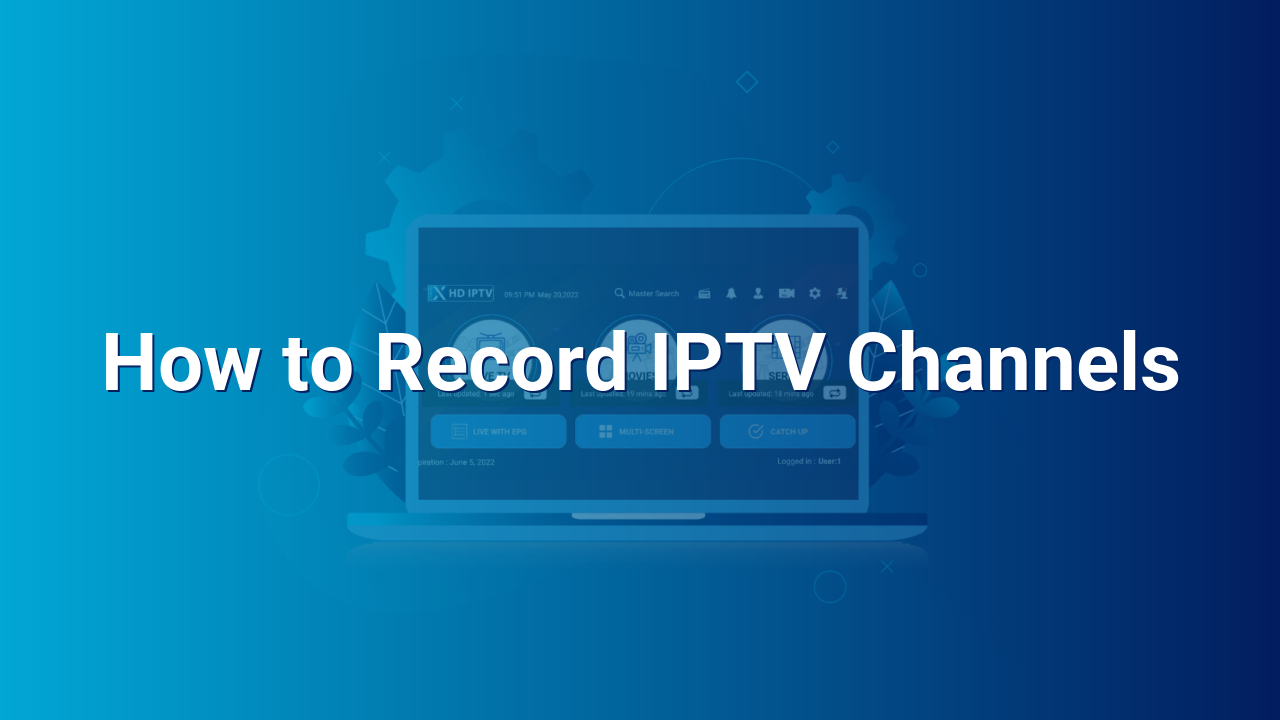 X HD IPTV 09:51 PM May 20,2022 Master Search
How to Record IPTV Channels
Last updated: 1 sec ago Last updated: 19 mins ago Last updated: 18 mins ago
LIVE WITH EPG MULTI-SCREEN CATCH UP
piration : June 5, 2022 Logged in : User:1